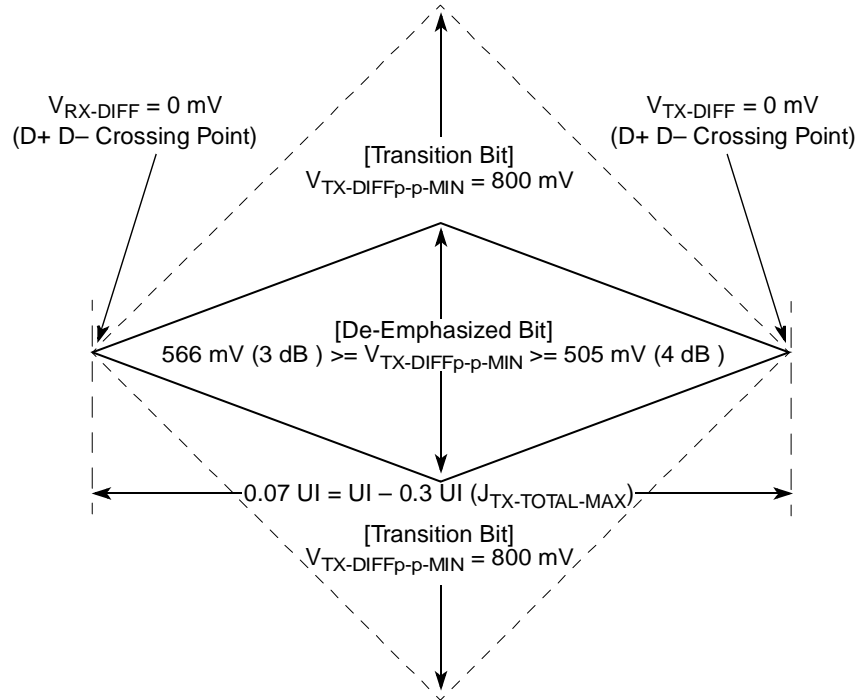 V_RX-DIFF = 0 mV
(D+ D– Crossing Point)
V_TX-DIFF = 0 mV
(D+ D– Crossing Point)
[Transition Bit]
V_TX-DIFFp-p-MIN = 800 mV
[De-Emphasized Bit]
566 mV (3 dB ) >= V_TX-DIFFp-p-MIN >= 505 mV (4 dB )
0.07 UI = UI – 0.3 UI (J_TX-TOTAL-MAX)
[Transition Bit]
V_TX-DIFFp-p-MIN = 800 mV